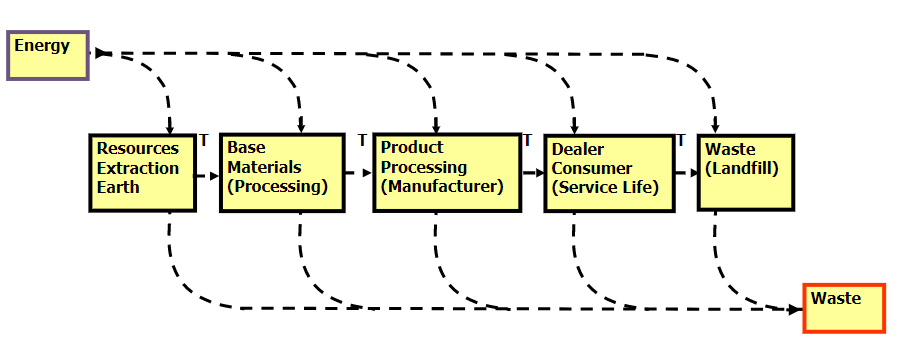 Energy
T
T
T
T
Resources
Extraction
Earth
Base
Materials
(Processing)
Product
Processing
(Manufacturer)
Dealer
Consumer
(Service Life)
Waste
(Landfill)
Waste